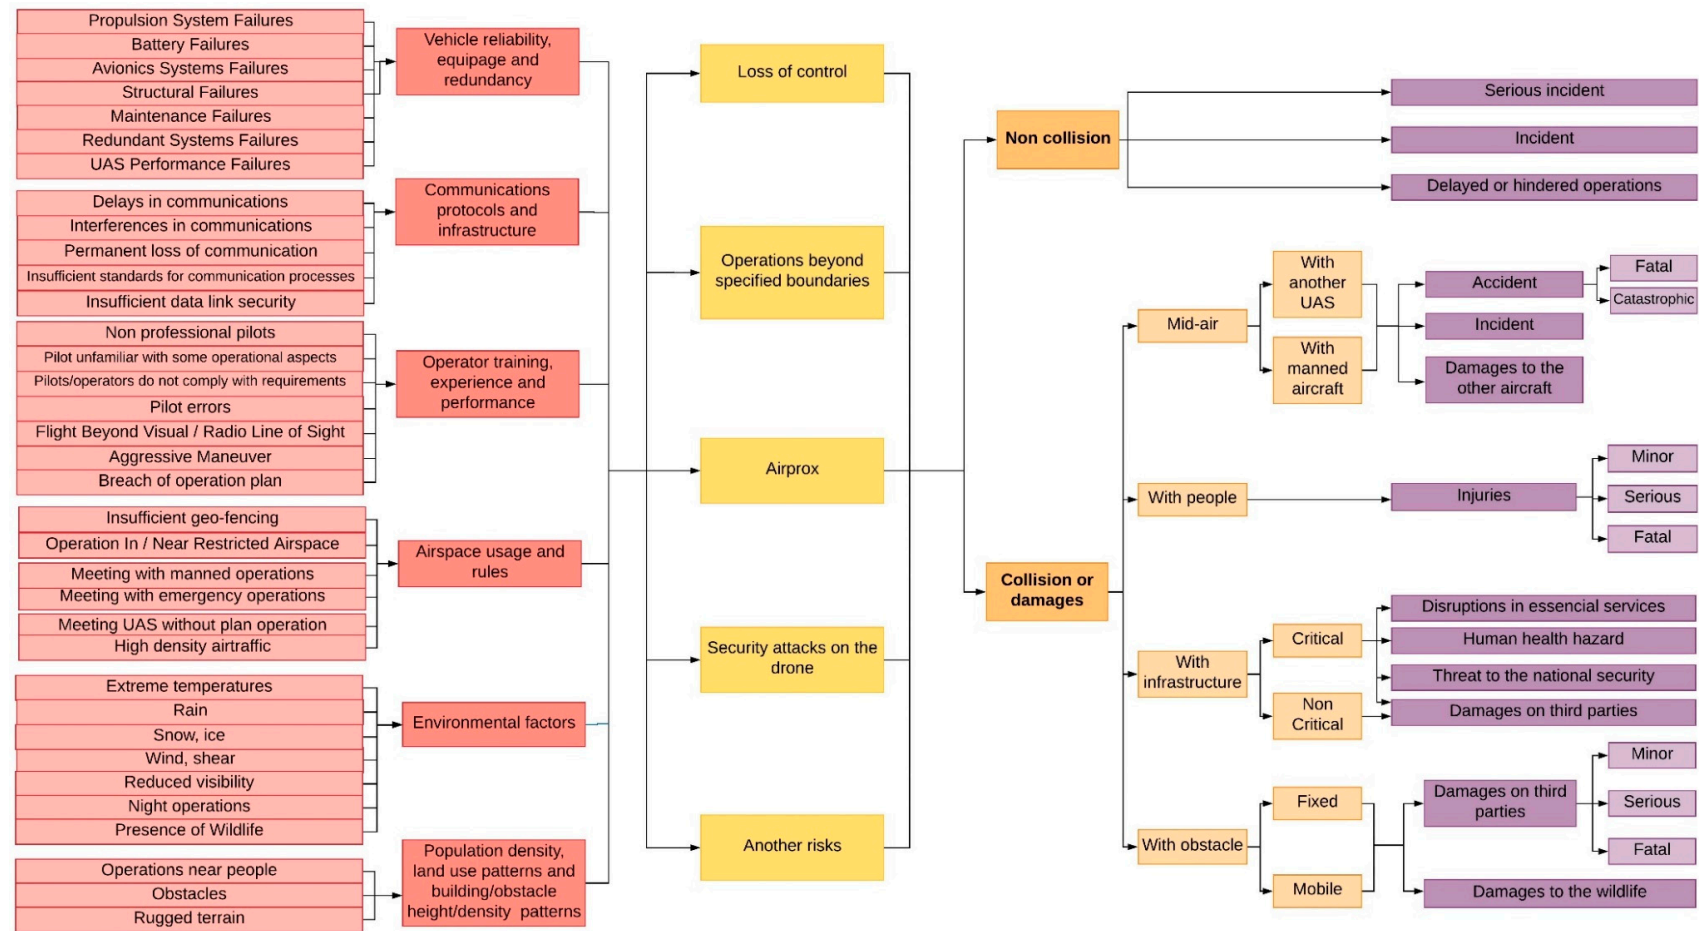 Propulsion System Failures
Battery Failures
Avionics Systems Failures
Structural Failures
Maintenance Failures
Redundant Systems Failures
UAS Performance Failures
Vehicle reliability,
equipage and
redundancy
Delays in communications
Interferences in communications
Permanent loss of communication
Insufficient standards for communication processes
Insufficient data link security
Communications
protocols and
infrastructure
Non professional pilots
Pilot unfamiliar with some operational aspects
Pilots/operators do not comply with requirements
Pilot errors
Flight Beyond Visual / Radio Line of Sight
Aggressive Maneuver
Breach of operation plan
Operator training,
experience and
performance
Insufficient geo-fencing
Operation In / Near Restricted Airspace
Meeting with manned operations
Meeting with emergency operations
Meeting UAS without plan operation
High density airtraffic
Airspace usage and
rules
Extreme temperatures
Rain
Snow, ice
Wind, shear
Reduced visibility
Night operations
Presence of Wildlife
Environmental factors
Operations near people
Obstacles
Rugged terrain
Population density,
land use patterns and
building/obstacle
height/density patterns
Loss of control
Operations beyond
specified boundaries
Airprox
Security attacks on the
drone
Another risks
Non collision
Serious incident
Incident
Delayed or hindered operations
Collision or
damages
Mid-air
With
another
UAS
With
manned
aircraft
Accident
Fatal
Catastrophic
Incident
Damages to the
other aircraft
With people
Injuries
Minor
Serious
Fatal
With
infrastructure
Critical
Non
Critical
Disruptions in essencial services
Human health hazard
Threat to the national security
Damages on third parties
With obstacle
Fixed
Mobile
Damages on third
parties
Minor
Serious
Fatal
Damages to the wildlife